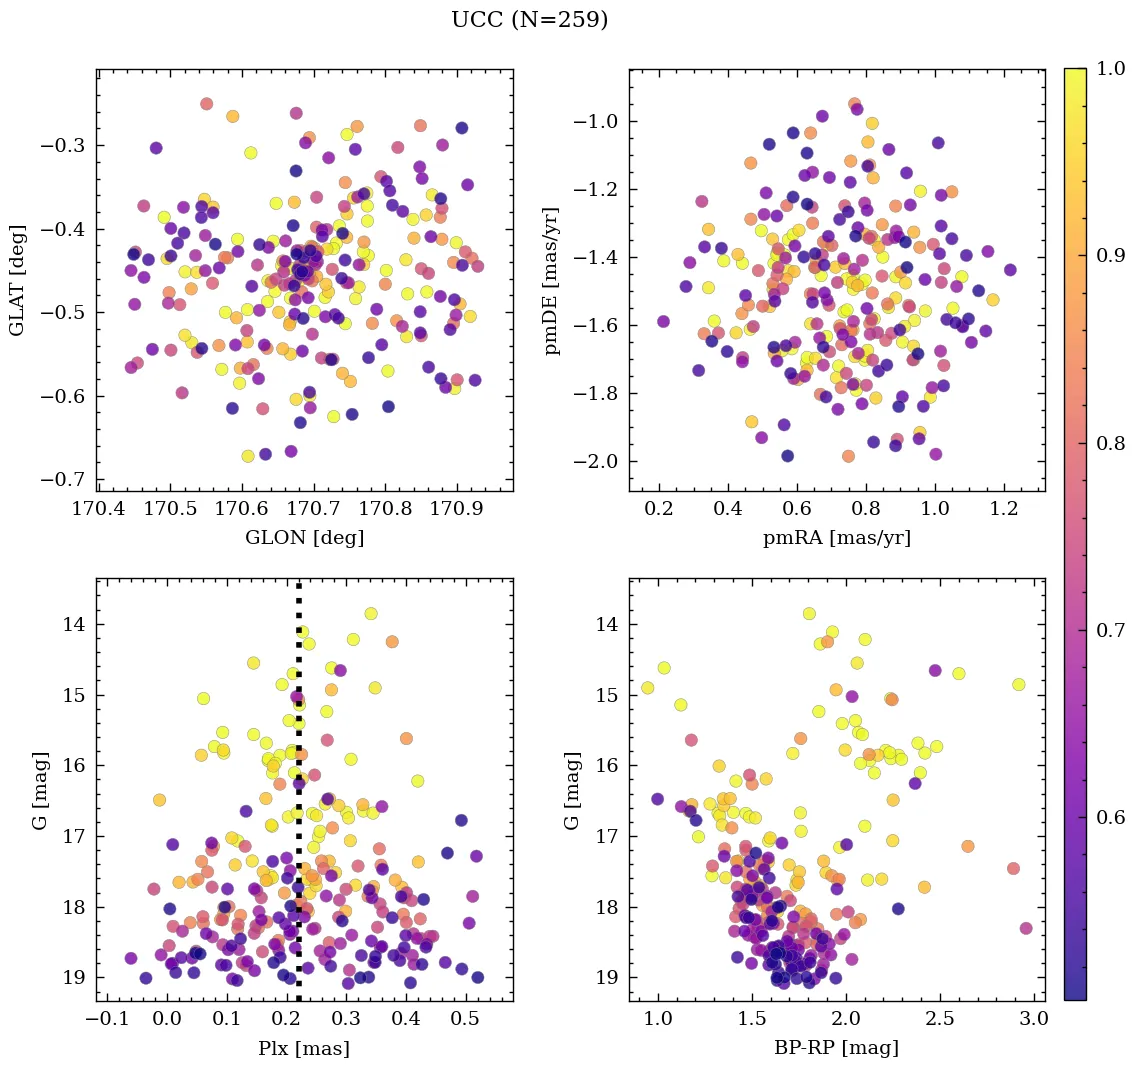 UCC (N=259)
−0.3
−0.4
−0.5
−0.6
−0.7
GLAT [deg]
170.4 170.5 170.6 170.7 170.8 170.9
GLON [deg]
−1.0
−1.2
−1.4
−1.6
−1.8
−2.0
pmDE [mas/yr]
0.2 0.4 0.6 0.8 1.0 1.2
pmRA [mas/yr]
1.0
0.9
0.8
0.7
0.6
14
15
16
17
18
19
G [mag]
−0.1 0.0 0.1 0.2 0.3 0.4 0.5
Plx [mas]
14
15
16
17
18
19
G [mag]
1.0 1.5 2.0 2.5 3.0
BP-RP [mag]